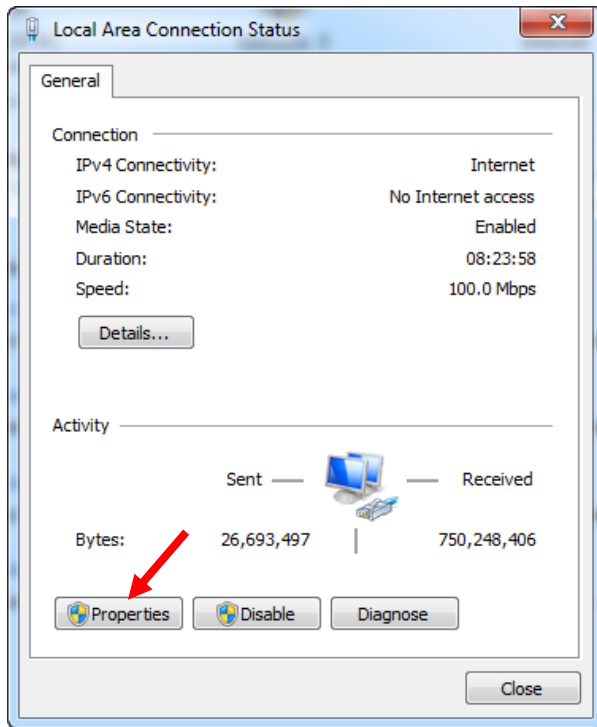 Local Area Connection Status
General
Connection
IPv4 Connectivity: Internet
IPv6 Connectivity: No Internet access
Media State: Enabled
Duration: 08:23:58
Speed: 100.0 Mbps
Details...
Activity
Sent Received
Bytes: 26,693,497 750,248,406
Properties Disable Diagnose
Close